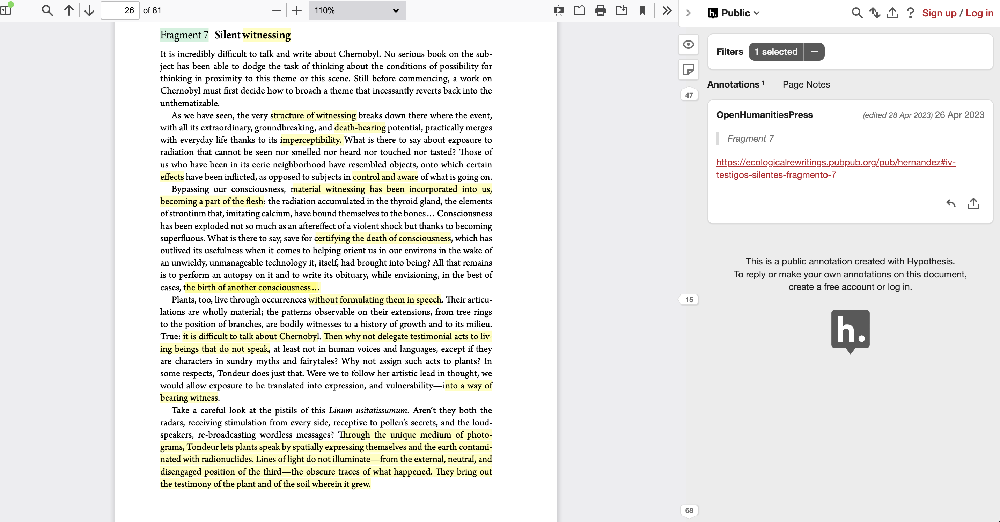 26 of 81
110%
Fragment 7 Silent witnessing
It is incredibly difficult to talk and write about Chernobyl. No serious book on the sub-
ject has been able to dodge the task of thinking about the conditions of possibility for
thinking in proximity to this theme or this scene. Still before commencing, a work on
Chernobyl must first decide how to broach a theme that incessantly reverts back into the
unthematizable.
As we have seen, the very structure of witnessing breaks down there where the event,
with all its extraordinary, groundbreaking, and death-bearing potential, practically merges
with everyday life thanks to its imperceptibility. What is there to say about exposure to
radiation that cannot be seen nor smelled nor heard nor touched nor tasted? Those of
us who have been in its eerie neighborhood have resembled objects, onto which certain
effects have been inflicted, as opposed to subjects in control and aware of what is going on.
Bypassing our consciousness, material witnessing has been incorporated into us,
becoming a part of the flesh: the radiation accumulated in the thyroid gland, the elements
of strontium that, imitating calcium, have bound themselves to the bones… Consciousness
has been exploded not so much as an aftereffect of a violent shock but thanks to becoming
superfluous. What is there to say, save for certifying the death of consciousness, which has
outlived its usefulness when it comes to helping orient us in our environs in the wake of
an unwieldy, unmanageable technology it, itself, had brought into being? All that remains
is to perform an autopsy on it and to write its obituary, while envisioning, in the best of
cases, the birth of another consciousness…
Plants, too, live through occurrences without formulating them in speech. Their articu-
lations are wholly material; the patterns observable on their extensions, from tree rings
to the position of branches, are bodily witnesses to a history of growth and to its milieu.
True: it is difficult to talk about Chernobyl. Then why not delegate testimonial acts to liv-
ing beings that do not speak, at least not in human voices and languages, except if they
are characters in sundry myths and fairytales? Why not assign such acts to plants? In
some respects, Tondeur does just that. Were we to follow her artistic lead in thought, we
would allow exposure to be translated into expression, and vulnerability—into a way of
bearing witness.
Take a careful look at the pistils of this Linum usitatissumum. Aren't they both the
radars, receiving stimulation from every side, receptive to pollen's secrets, and the loud-
speakers, re-broadcasting wordless messages? Through the unique medium of photo-
grams, Tondeur lets plants speak by spatially expressing themselves and the earth contami-
nated with radionuclides. Lines of light do not illuminate—from the external, neutral, and
disengaged position of the third—the obscure traces of what happened. They bring out
the testimony of the plant and of the soil wherein it grew.
47
15
68
h. Public
? Sign up / Log in
Filters 1 selected
Annotations 1 Page Notes
OpenHumanitiesPress (edited 28 Apr 2023) 26 Apr 2023
Fragment 7
https://ecologicalrewritings.pubpub.org/pub/hernandez#iv-
testigos-silentes-fragmento-7
This is a public annotation created with Hypothesis.
To reply or make your own annotations on this document,
create a free account or log in.
h.